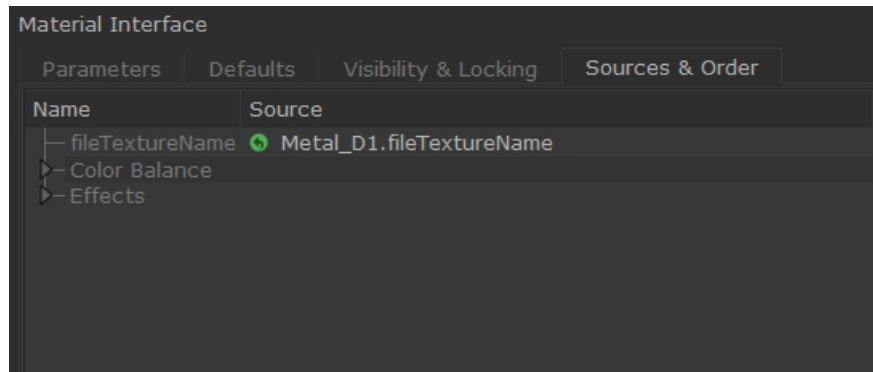 Material Interface
Parameters Defaults Visibility & Locking Sources & Order
Name Source
fileTextureName Metal_D1.fileTextureName
Color Balance
Effects